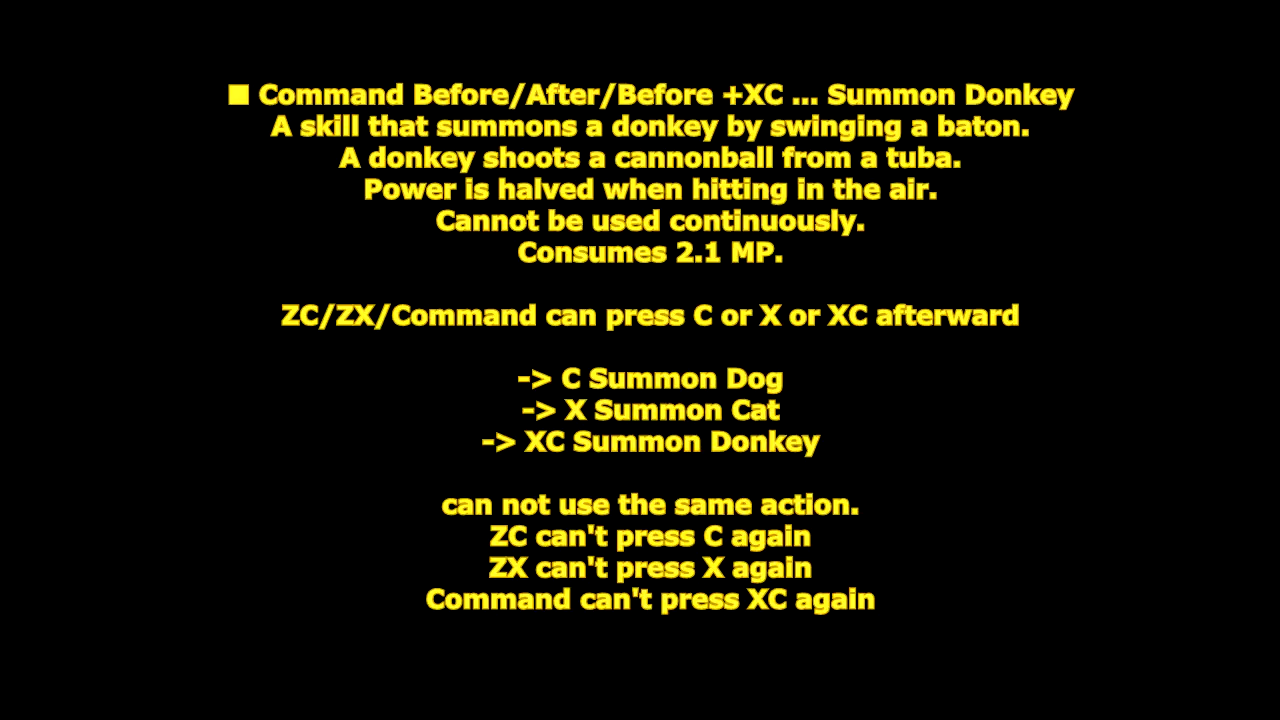 ■ Command Before/After/Before +XC ... Summon Donkey
A skill that summons a donkey by swinging a baton.
A donkey shoots a cannonball from a tuba.
Power is halved when hitting in the air.
Cannot be used continuously.
Consumes 2.1 MP.
ZC/ZX/Command can press C or X or XC afterward
-> C Summon Dog
-> X Summon Cat
-> XC Summon Donkey
can not use the same action.
ZC can't press C again
ZX can't press X again
Command can't press XC again